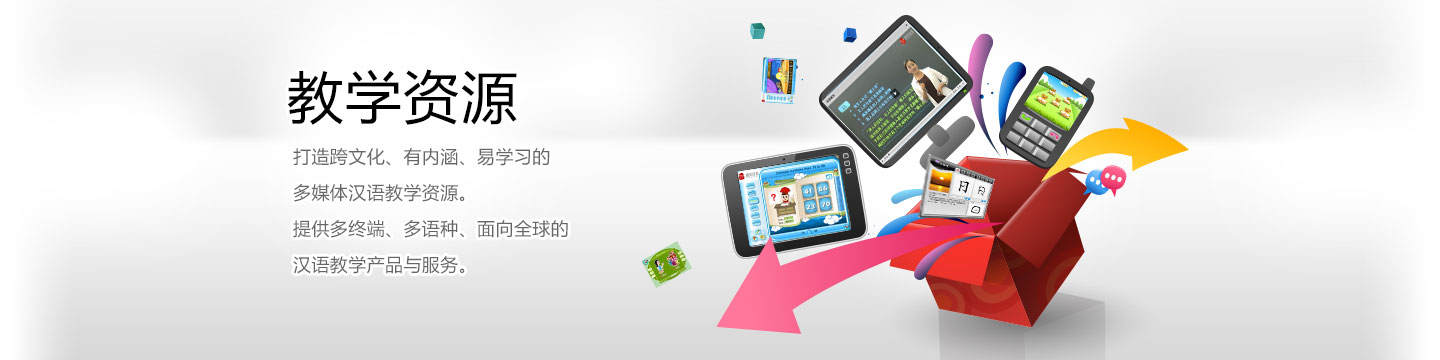 教学资源
打造跨文化、有内涵、易学习的
多媒体汉语教学资源。
提供多终端、多语种、面向全球的
汉语教学产品与服务。